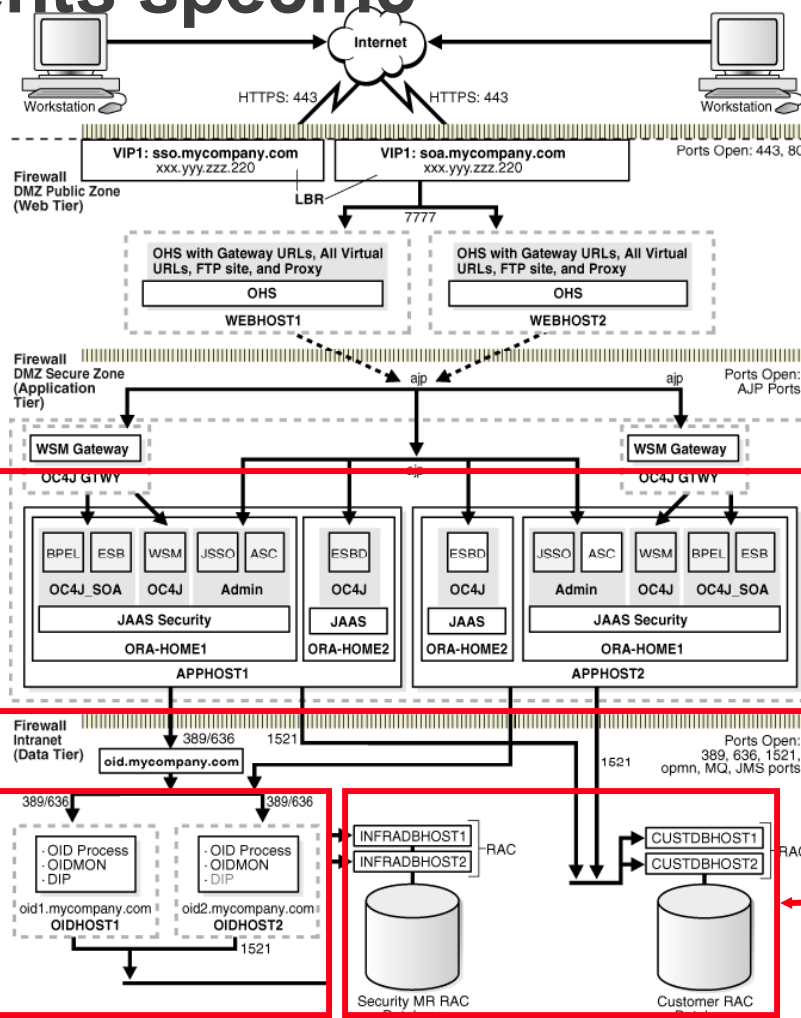 ents specific
Internet
Workstation
Workstation
HTTPS: 443
HTTPS: 443
VIP1: sso.mycompany.com
xxx.yyy.zzz.220
VIP1: soa.mycompany.com
xxx.yyy.zzz.220
Ports Open: 443, 80
Firewall
DMZ Public Zone
(Web Tier)
LBR
7777
OHS with Gateway URLs, All Virtual
URLs, FTP site, and Proxy
OHS
WEBHOST1
OHS with Gateway URLs, All Virtual
URLs, FTP site, and Proxy
OHS
WEBHOST2
Firewall
DMZ Secure Zone
(Application
Tier)
ajp
ajp
Ports Open:
AJP Ports
WSM Gateway
OC4J GTWY
WSM Gateway
OC4J GTWY
ajp
BPEL ESB WSM JSSO ASC
OC4J_SOA OC4J Admin
JAAS Security
ORA-HOME1
ESBD
OC4J
JAAS
ORA-HOME2
APPHOST1
ESBD
OC4J
JAAS
ORA-HOME2
JSSO ASC WSM BPEL ESB
Admin OC4J OC4J_SOA
JAAS Security
ORA-HOME1
APPHOST2
Firewall
Intranet
(Data Tier)
389/636
1521
oid.mycompany.com
1521
Ports Open:
389, 636, 1521,
opmn, MQ, JMS ports
389/636
389/636
· OID Process
· OIDMON
· DIP
oid1.mycompany.com
OIDHOST1
· OID Process
· OIDMON
· DIP
oid2.mycompany.com
OIDHOST2
1521
INFRADBHOST1
INFRADBHOST2
RAC
Security MR RAC
CUSTDBHOST1
CUSTDBHOST2
RAC
Customer RAC